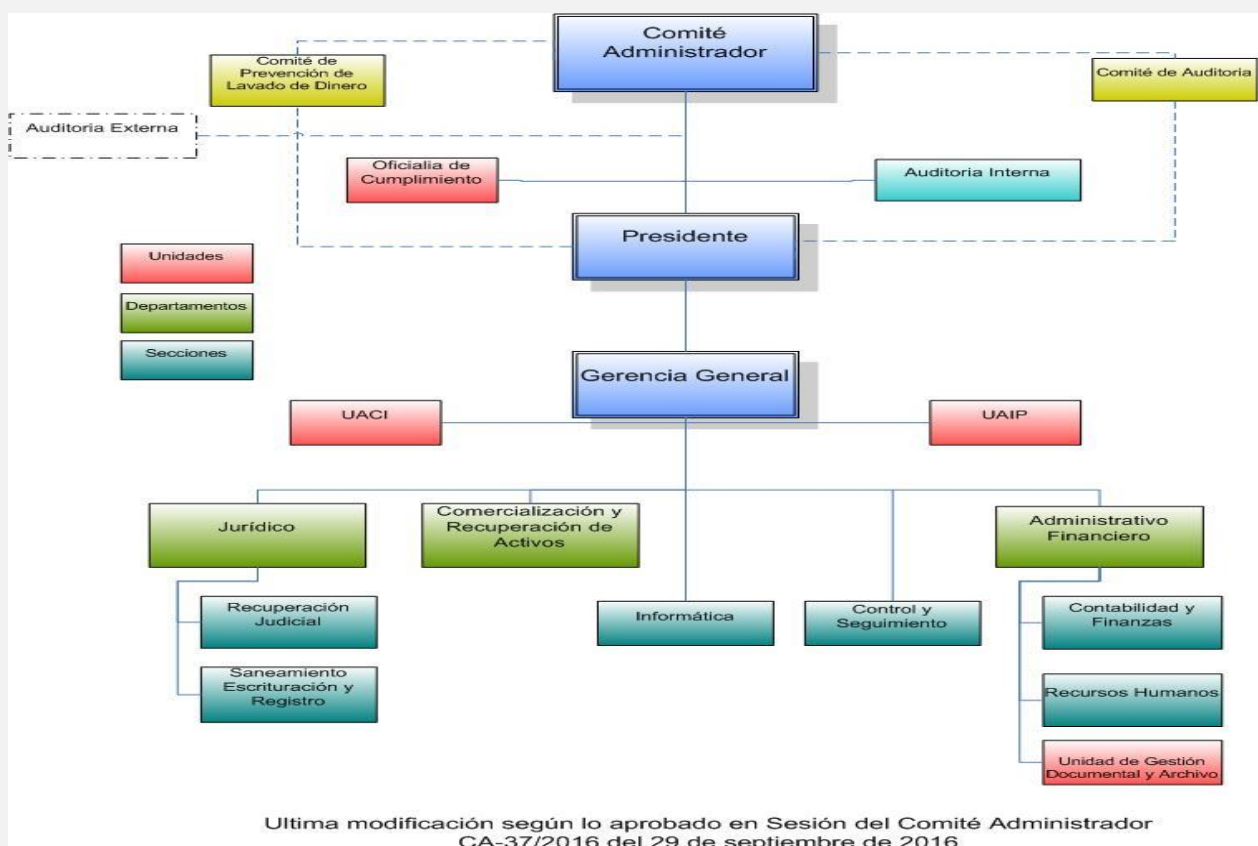 Comité
Administrador
Comité de
Prevención de
Lavado de Dinero
Comité de Auditoria
Auditoria Externa
Oficialia de
Cumplimiento
Auditoria Interna
Presidente
Unidades
Departamentos
Secciones
Gerencia General
UACI
UAIP
Jurídico
Comercialización y
Recuperación de
Activos
Administrativo
Financiero
Recuperación
Judicial
Informática
Control y
Seguimiento
Contabilidad y
Finanzas
Saneamiento
Escrituración y
Registro
Recursos Humanos
Unidad de Gestión
Documental y Archivo
Ultima modificación según lo aprobado en Sesión del Comité Administrador
CA-37/2016 del 29 de septiembre de 2016